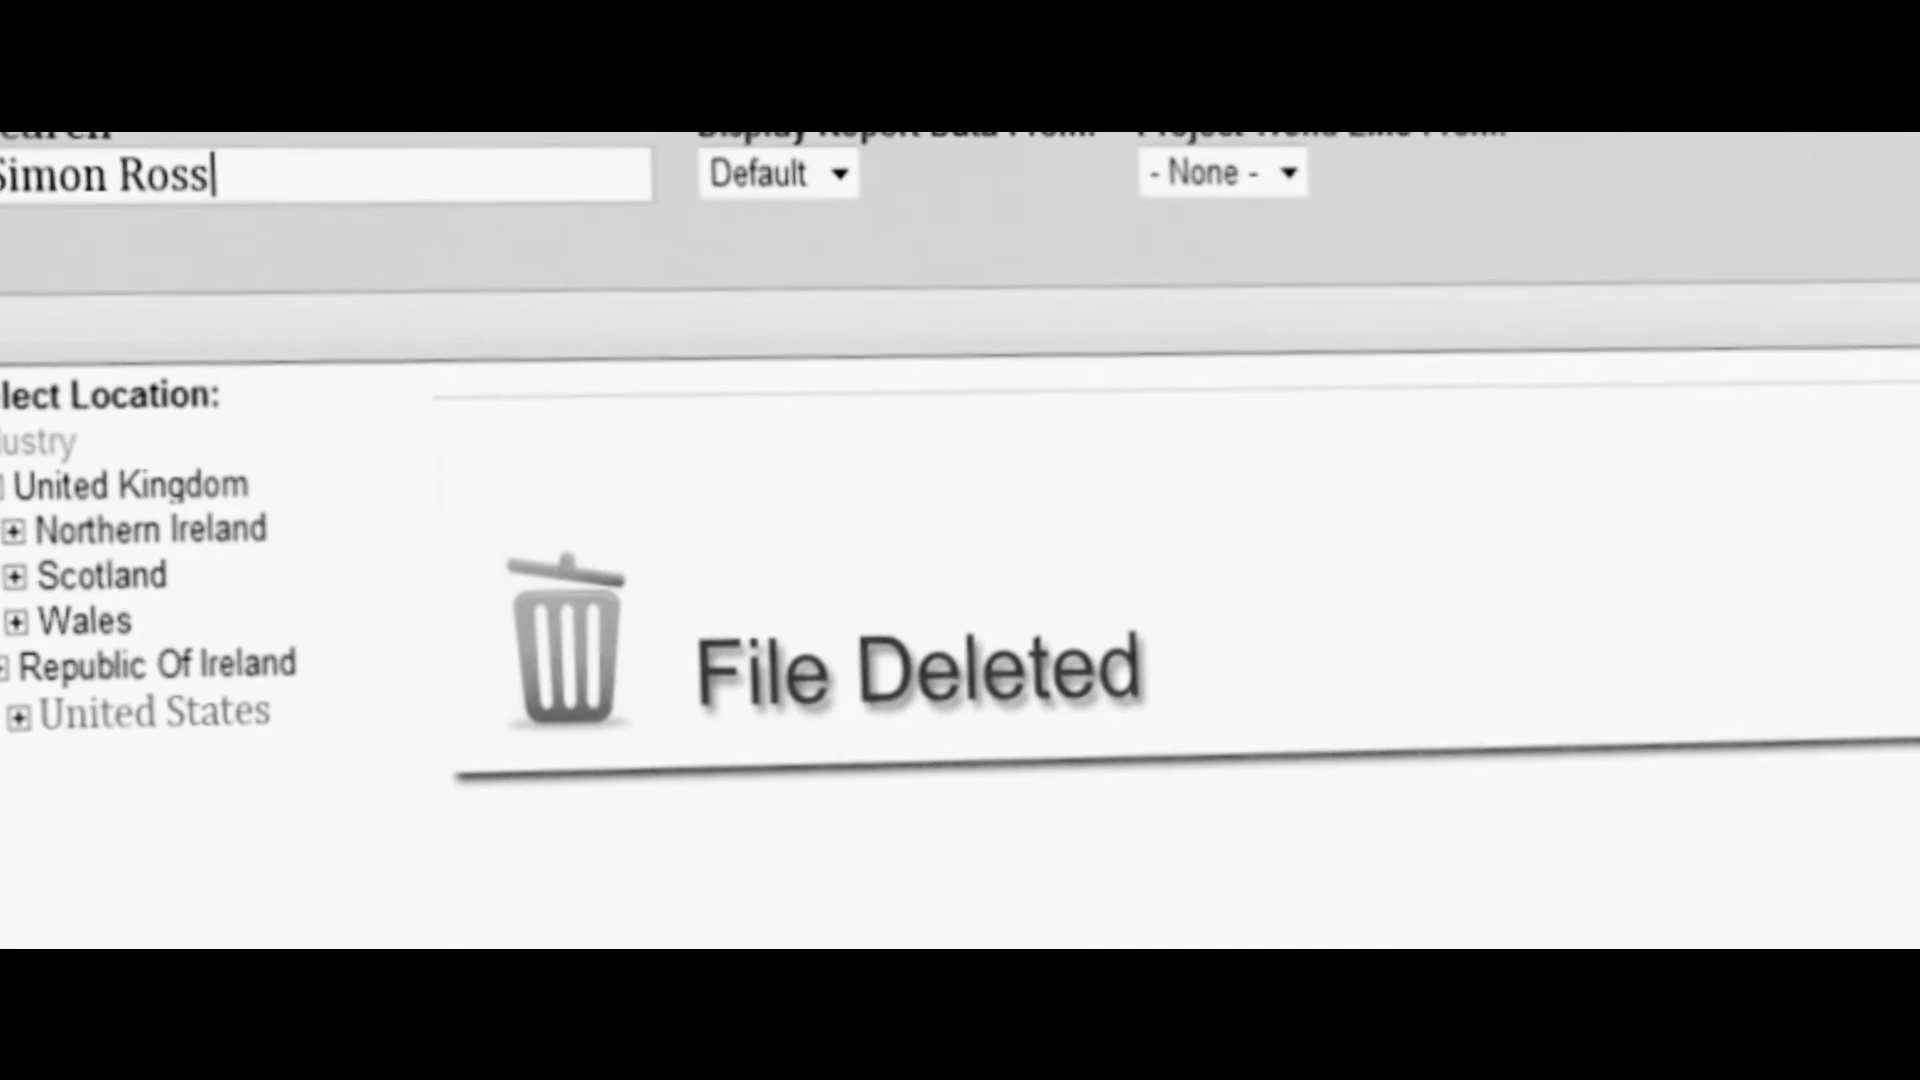 Simon Ross
Default
- None -
lect Location:
dustry
United Kingdom
Northern Ireland
Scotland
Wales
Republic Of Ireland
United States
File Deleted